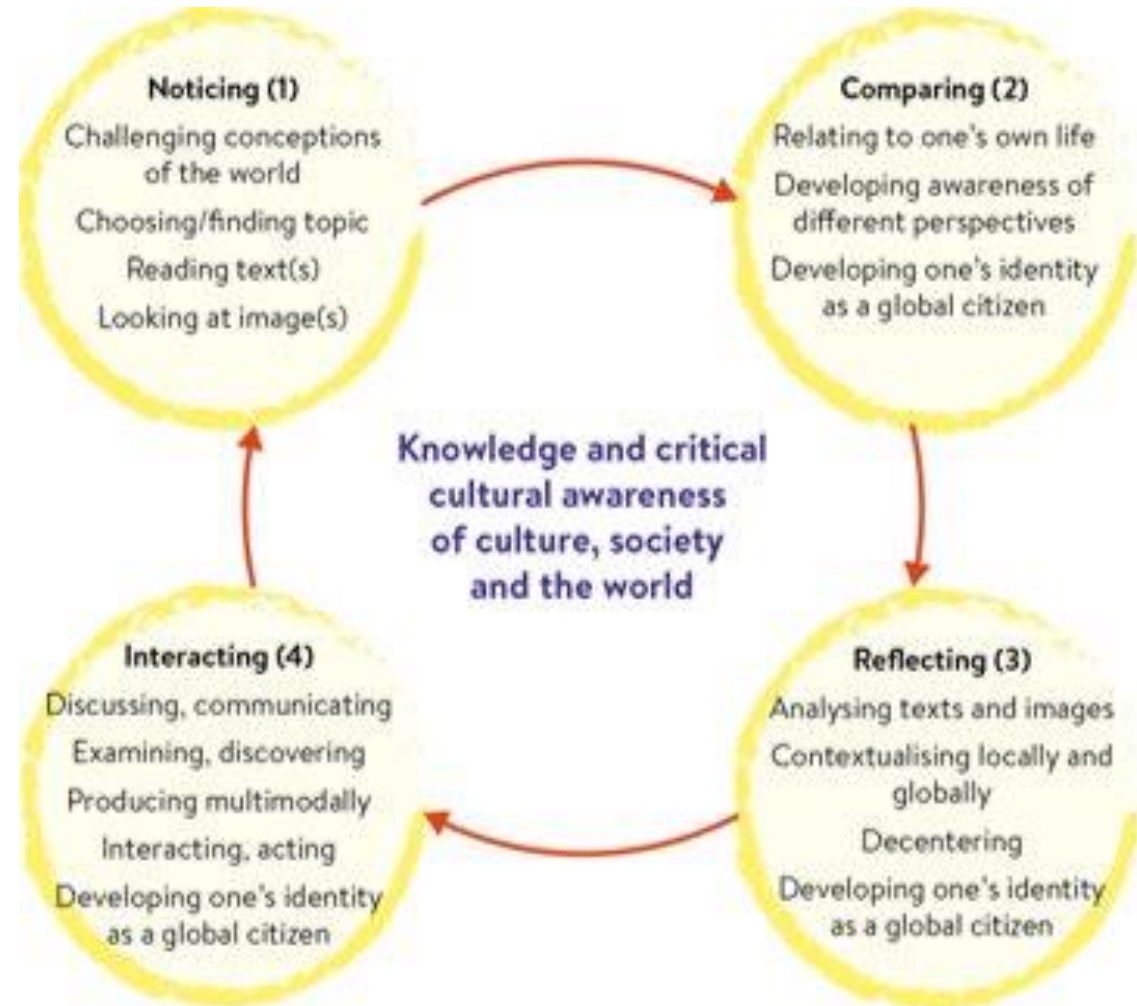 Noticing (1)
Challenging conceptions
of the world
Choosing/finding topic
Reading text(s)
Looking at image(s)
Comparing (2)
Relating to one's own life
Developing awareness of
different perspectives
Developing one's identity
as a global citizen
Knowledge and critical
cultural awareness
of culture, society
and the world
Interacting (4)
Discussing, communicating
Examining, discovering
Producing multimodally
Interacting, acting
Developing one's identity
as a global citizen
Reflecting (3)
Analysing texts and images
Contextualising locally and
globally
Decentering
Developing one's identity
as a global citizen